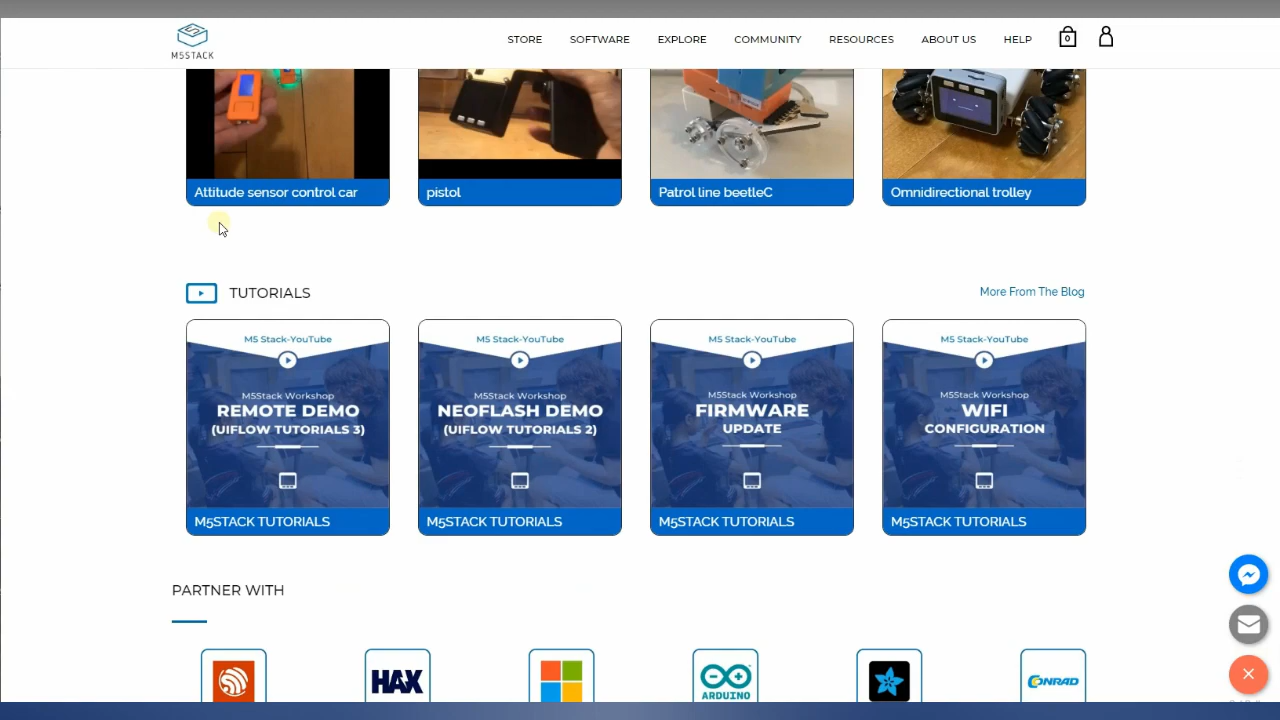 M5STACK
STORE SOFTWARE EXPLORE COMMUNITY RESOURCES ABOUT US HELP 0
Attitude sensor control car
pistol
Patrol line beetleC
Omnidirectional trolley
TUTORIALS
More From The Blog
M5 Stack-YouTube
M5Stack Workshop
REMOTE DEMO
(UIFLOW TUTORIALS 3)
M5STACK TUTORIALS
M5 Stack-YouTube
M5Stack Workshop
NEOFLASH DEMO
(UIFLOW TUTORIALS 2)
M5STACK TUTORIALS
M5 Stack-YouTube
M5Stack Workshop
FIRMWARE
UPDATE
M5STACK TUTORIALS
M5 Stack-YouTube
M5Stack Workshop
WIFI
CONFIGURATION
M5STACK TUTORIALS
PARTNER WITH
HAX
ARDUINO
CONRAD